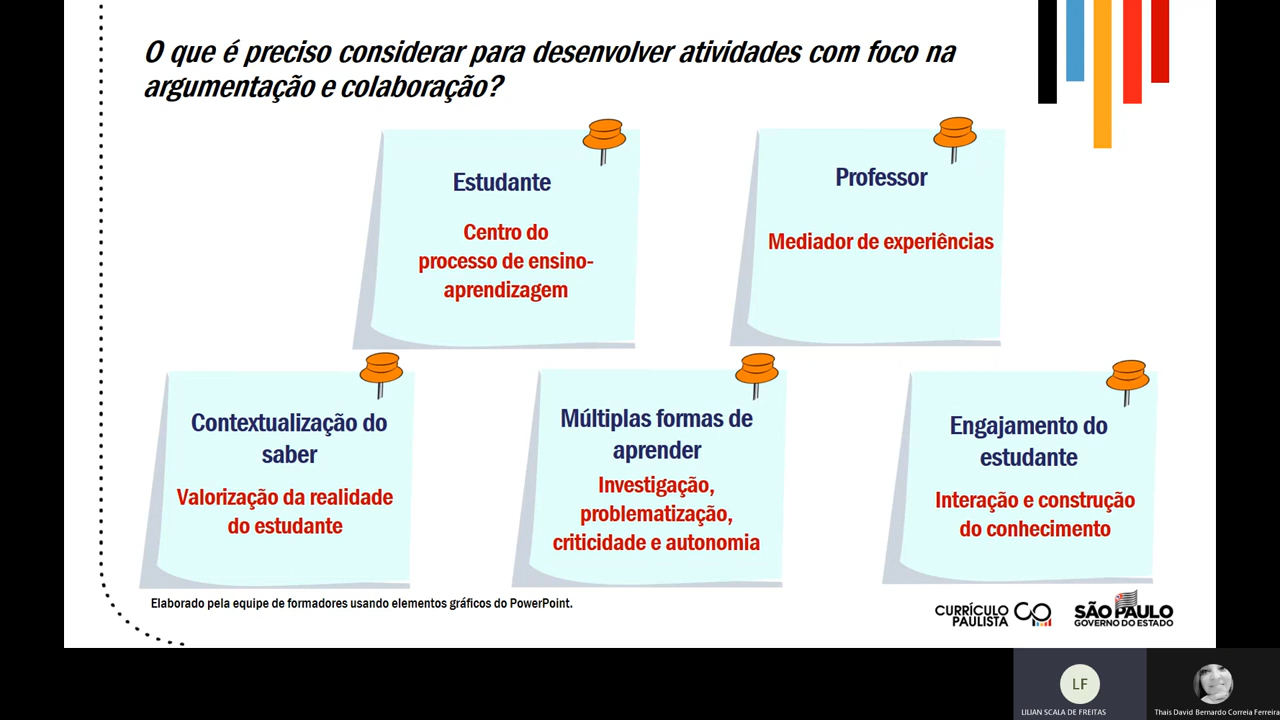 O que é preciso considerar para desenvolver atividades com foco na
argumentação e colaboração?
Estudante
Centro do
processo de ensino-
aprendizagem
Professor
Mediador de experiências
Contextualização do
saber
Valorização da realidade
do estudante
Múltiplas formas de
aprender
Investigação,
problematização,
criticidade e autonomia
Engajamento do
estudante
Interação e construção
do conhecimento
Elaborado pela equipe de formadores usando elementos gráficos do PowerPoint.
CURRÍCULO
PAULISTA
SÃO PAULO
GOVERNO DO ESTADO
LF
LILIAN SCALA DE FREITAS
Thais David Bernardo Correia Ferreira